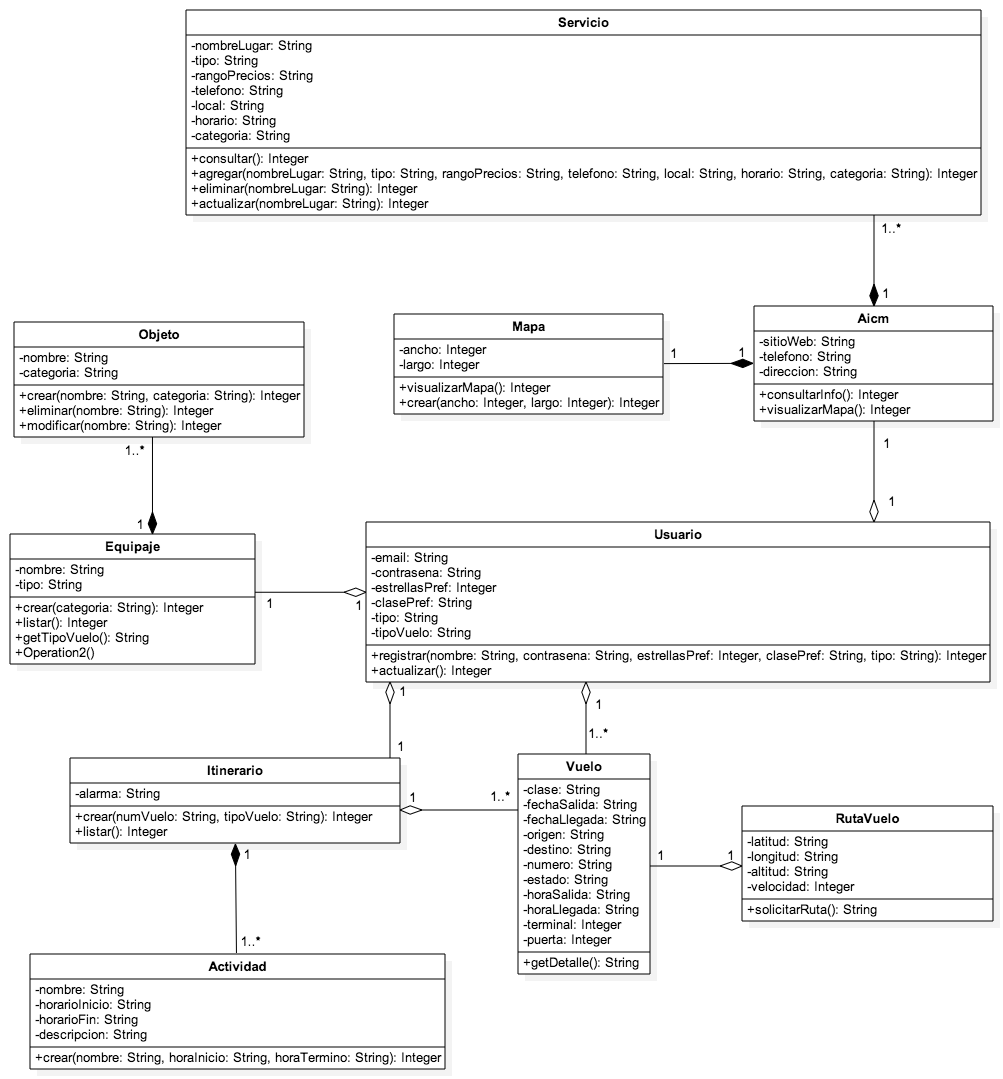 Servicio
-nombreLugar: String
-tipo: String
-rangoPrecios: String
-telefono: String
-local: String
-horario: String
-categoria: String
+consultar(): Integer
+agregar(nombreLugar: String, tipo: String, rangoPrecios: String, telefono: String, local: String, horario: String, categoria: String): Integer
+eliminar(nombreLugar: String): Integer
+actualizar(nombreLugar: String): Integer
1..*
1
Objeto
-nombre: String
-categoria: String
+crear(nombre: String, categoria: String): Integer
+eliminar(nombre: String): Integer
+modificar(nombre: String): Integer
Mapa
-ancho: Integer
-largo: Integer
+visualizarMapa(): Integer
+crear(ancho: Integer, largo: Integer): Integer
1
1
Aicm
-sitioWeb: String
-telefono: String
-direccion: String
+consultarInfo(): Integer
+visualizarMapa(): Integer
1..*
1
1
1
Equipaje
-nombre: String
-tipo: String
+crear(categoria: String): Integer
+listar(): Integer
+getTipoVuelo(): String
+Operation2()
1
1
Usuario
-email: String
-contrasena: String
-estrellasPref: Integer
-clasePref: String
-tipo: String
-tipoVuelo: String
+registrar(nombre: String, contrasena: String, estrellasPref: Integer, clasePref: String, tipo: String): Integer
+actualizar(): Integer
1
1
1
1..*
Itinerario
-alarma: String
+crear(numVuelo: String, tipoVuelo: String): Integer
+listar(): Integer
1
1..*
Vuelo
-clase: String
-fechaSalida: String
-fechaLlegada: String
-origen: String
-destino: String
-numero: String
-estado: String
-horaSalida: String
-horaLlegada: String
-terminal: Integer
-puerta: Integer
+getDetalle(): String
1
1
RutaVuelo
-latitud: String
-longitud: String
-altitud: String
-velocidad: Integer
+solicitarRuta(): String
1
1..*
Actividad
-nombre: String
-horarioInicio: String
-horarioFin: String
-descripcion: String
+crear(nombre: String, horaInicio: String, horaTermino: String): Integer